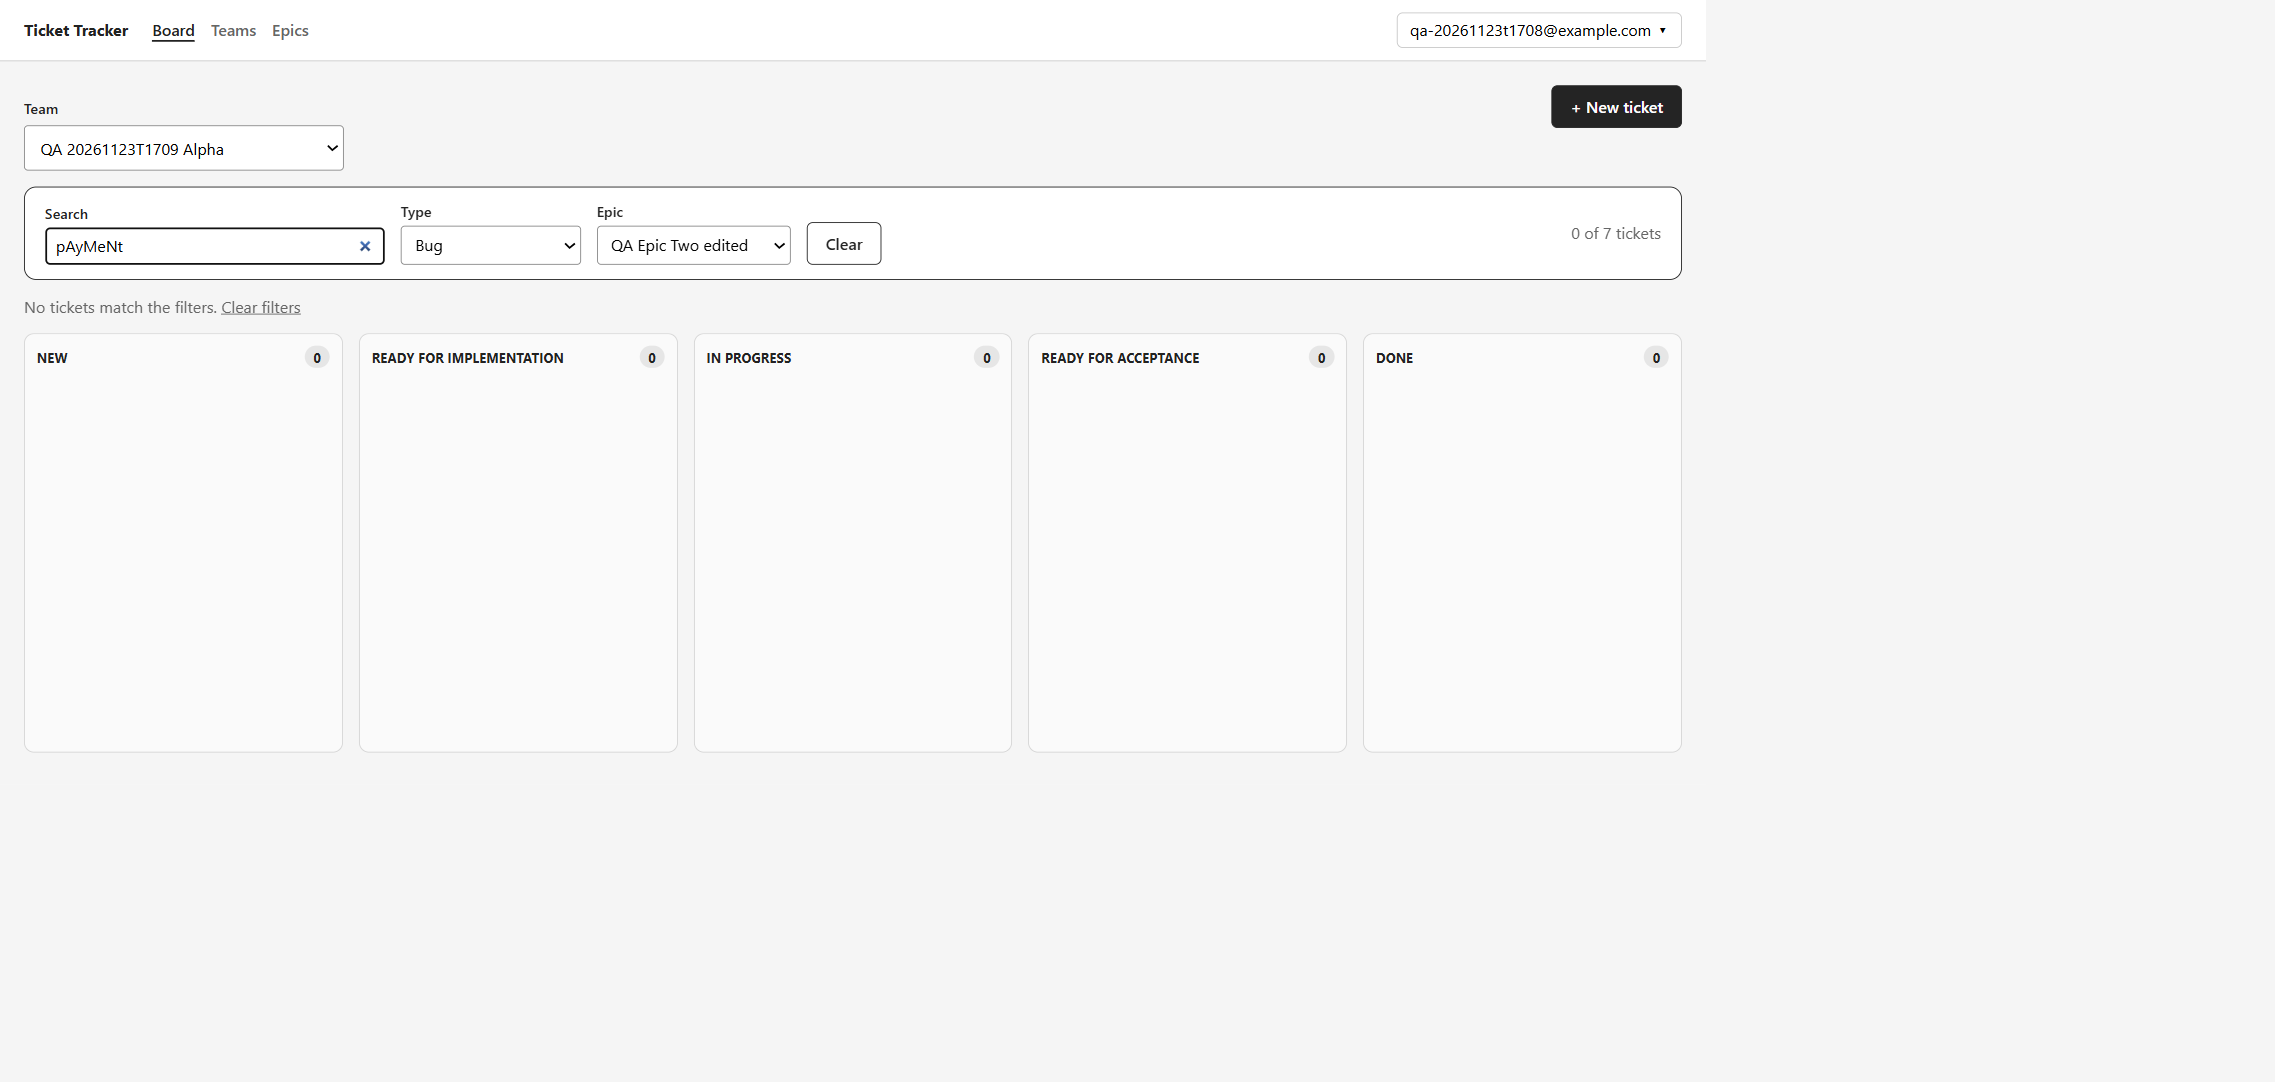 Ticket Tracker Board Teams Epics qa-20261123t1708@example.com ▾
+ New ticket
Team
QA 20261123T1709 Alpha
Search Type Epic
pAyMeNt ✕ Bug QA Epic Two edited Clear 0 of 7 tickets
No tickets match the filters. Clear filters
NEW 0 READY FOR IMPLEMENTATION 0 IN PROGRESS 0 READY FOR ACCEPTANCE 0 DONE 0